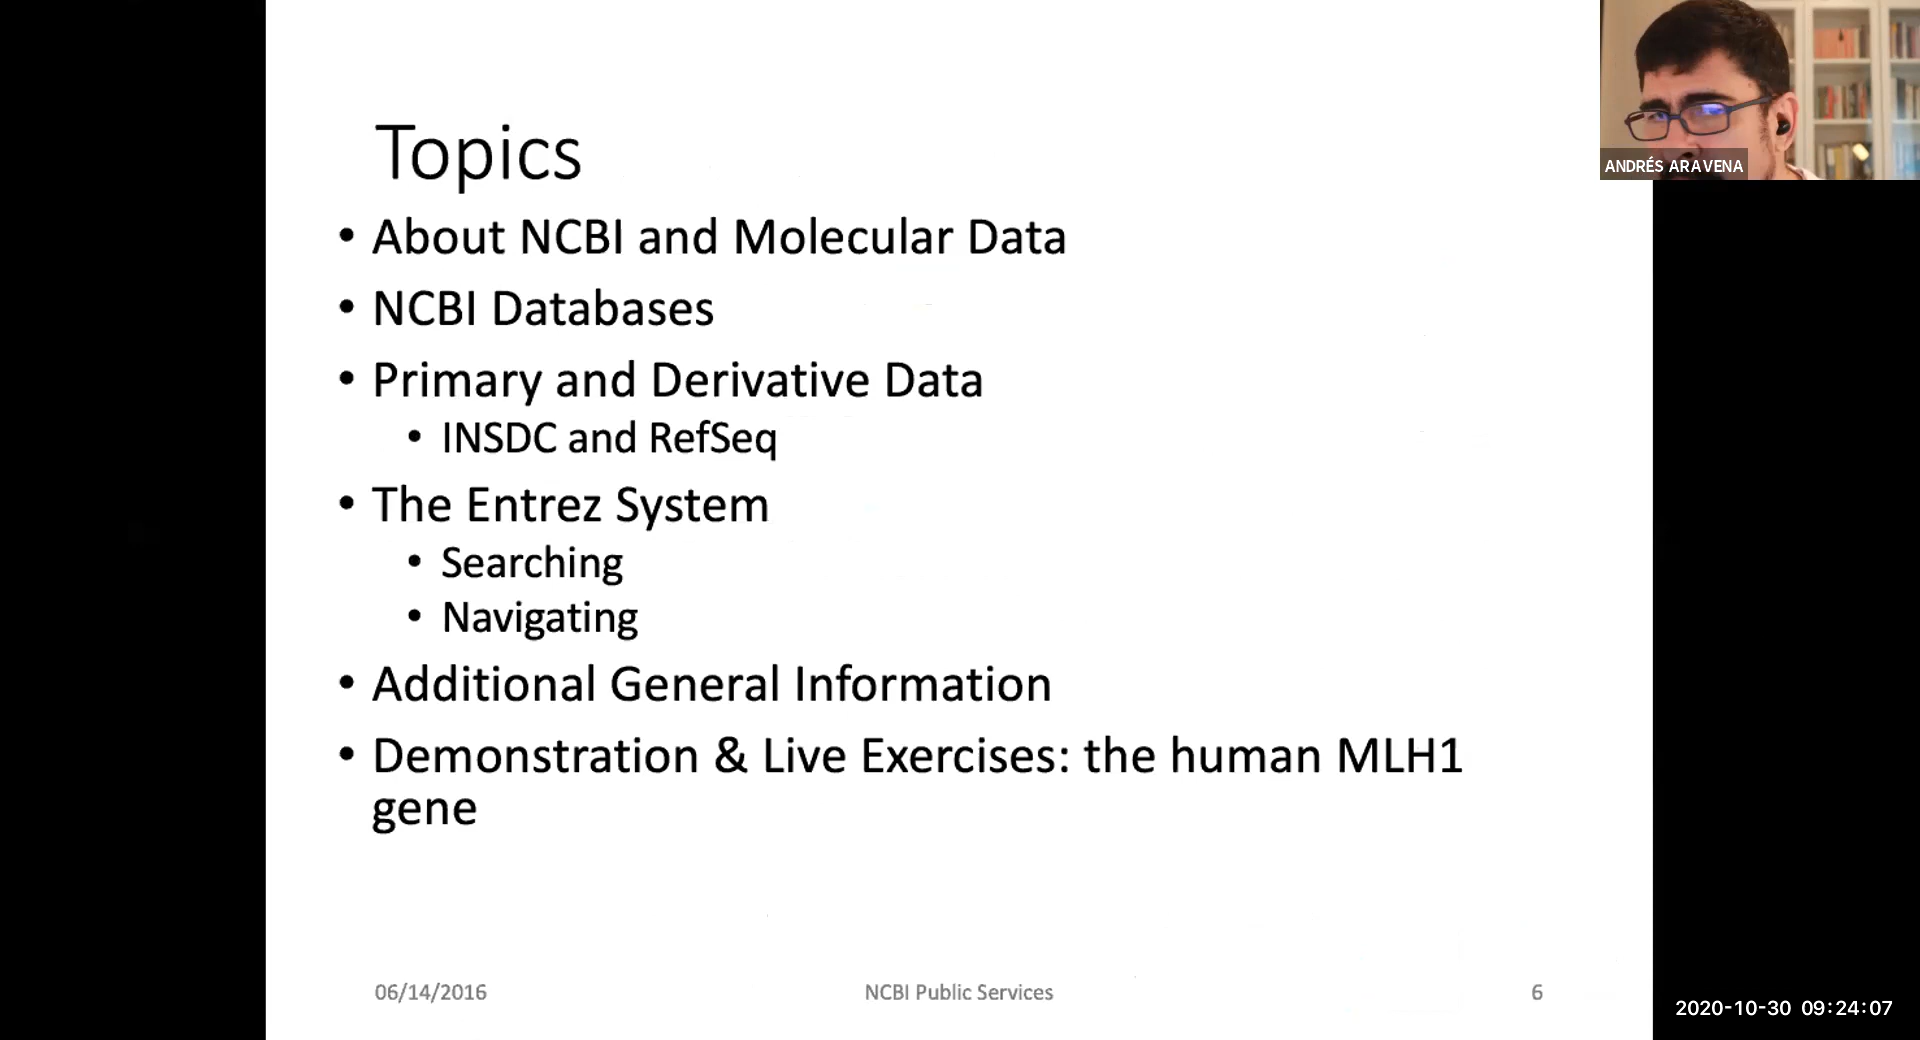 Topics
• About NCBI and Molecular Data
• NCBI Databases
• Primary and Derivative Data
• INSDC and RefSeq
• The Entrez System
• Searching
• Navigating
• Additional General Information
• Demonstration & Live Exercises: the human MLH1
gene
06/14/2016
NCBI Public Services
6
ANDRÉS ARAVENA
2020-10-30 09:24:07